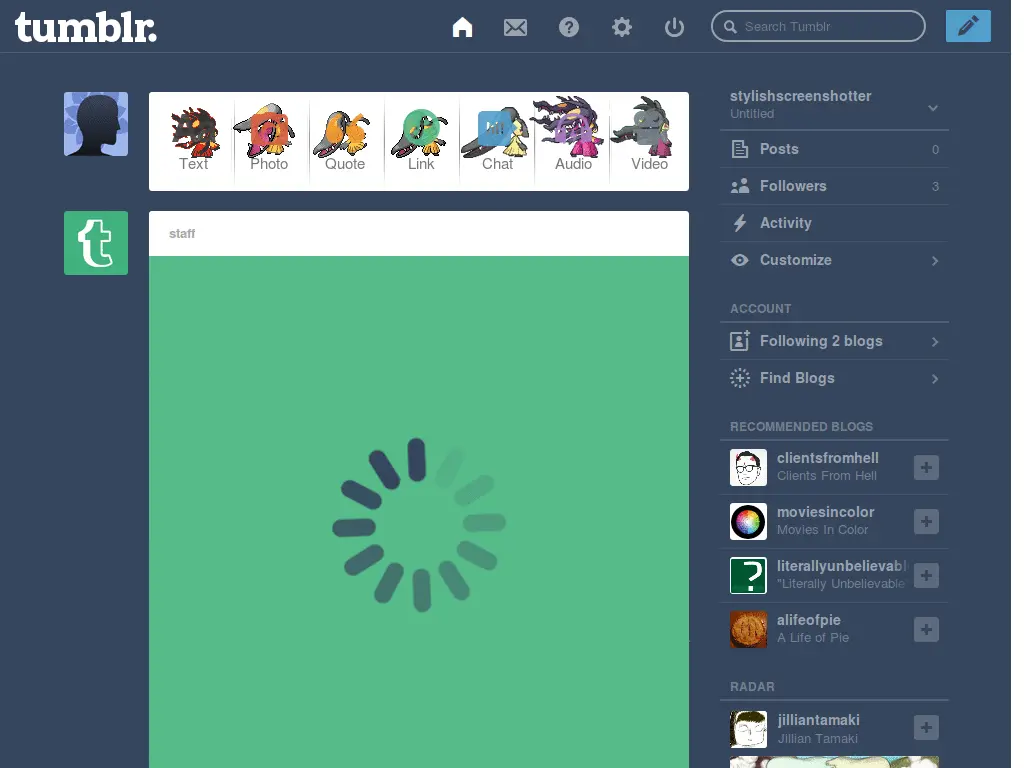 tumblr.
Search Tumblr
Text
Photo
Quote
Link
Chat
Audio
Video
staff
stylishscreenshotter
Untitled
Posts 0
Followers 3
Activity
Customize
ACCOUNT
Following 2 blogs
Find Blogs
RECOMMENDED BLOGS
clientsfromhell
Clients From Hell
moviesincolor
Movies In Color
literallyunbelievabl
"Literally Unbelievable"
alifeofpie
A Life of Pie
RADAR
jilliantamaki
Jillian Tamaki